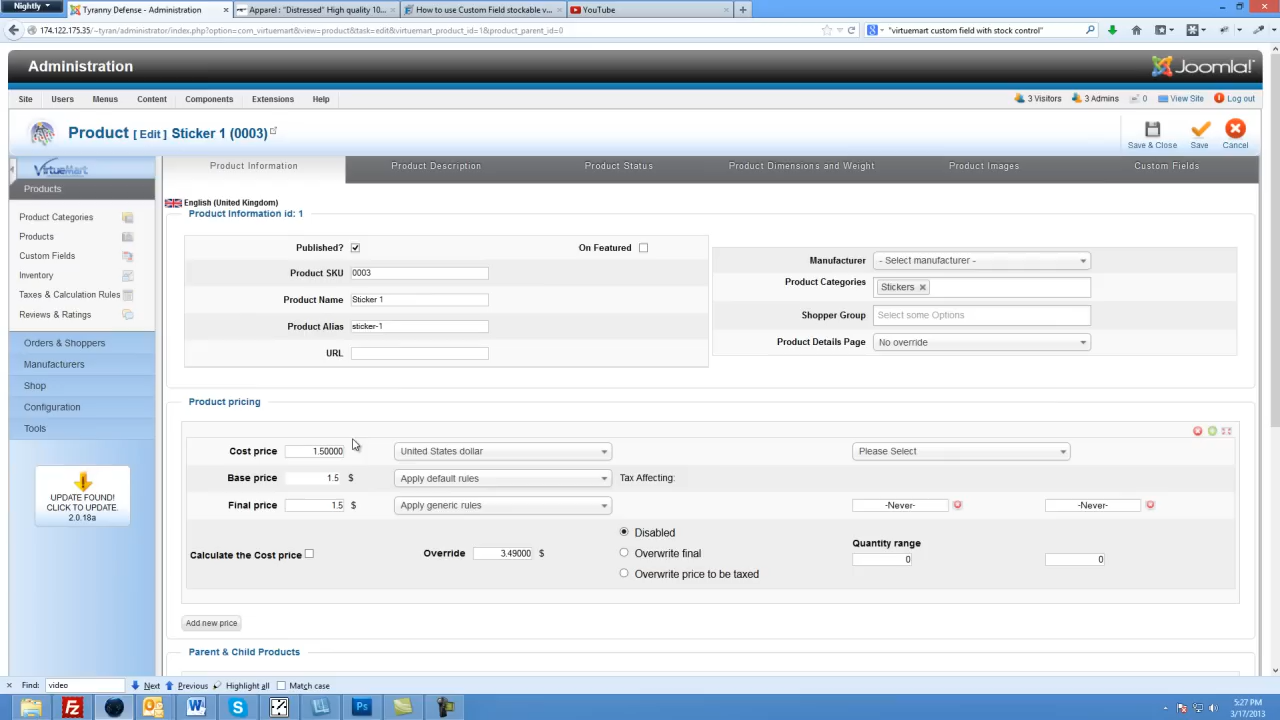 Nightly
Tyranny Defense - Administration
Apparel : "Distressed" High quality 10...
How to use Custom Field stockable v...
YouTube
174.122.175.35/~tyran/administrator/index.php?option=com_virtuemart&view=product&task=edit&virtuemart_product_id=1&product_parent_id=0
"virtuemart custom field with stock control"
Administration
Joomla!
Site Users Menus Content Components Extensions Help
3 Visitors 3 Admins 0 View Site Log out
Product [ Edit ] Sticker 1 (0003)
Save & Close Save Cancel
VirtueMart
Products
Product Categories
Products
Custom Fields
Inventory
Taxes & Calculation Rules
Reviews & Ratings
Orders & Shoppers
Manufacturers
Shop
Configuration
Tools
UPDATE FOUND!
CLICK TO UPDATE.
2.0.18a
Product Information Product Description Product Status Product Dimensions and Weight Product Images Custom Fields
English (United Kingdom)
Product Information id: 1
Published? On Featured
Product SKU 0003
Product Name Sticker 1
Product Alias sticker-1
URL
Manufacturer - Select manufacturer -
Product Categories Stickers
Shopper Group Select some Options
Product Details Page No override
Product pricing
Cost price 1.50000 United States dollar Please Select
Base price 1.5 $ Apply default rules Tax Affecting:
Final price 1.5 $ Apply generic rules -Never- -Never-
Calculate the Cost price Override 3.49000 $
Disabled
Overwrite final
Overwrite price to be taxed
Quantity range
0 0
Add new price
Parent & Child Products
Find: video Next Previous Highlight all Match case
5:27 PM
3/17/2013